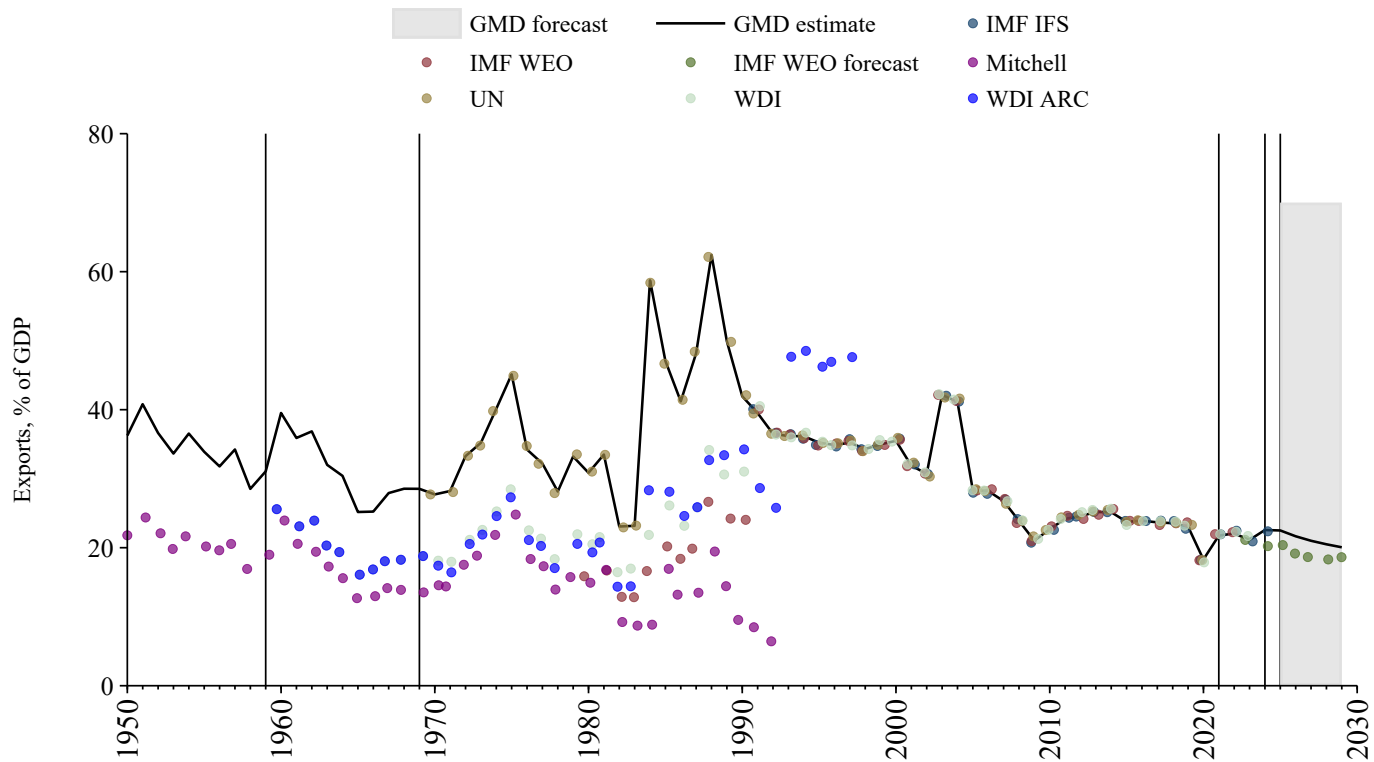 GMD forecast GMD estimate IMF IFS
IMF WEO IMF WEO forecast Mitchell
UN WDI WDI ARC
Exports, % of GDP
80
60
40
20
0
1950 1960 1970 1980 1990 2000 2010 2020 2030